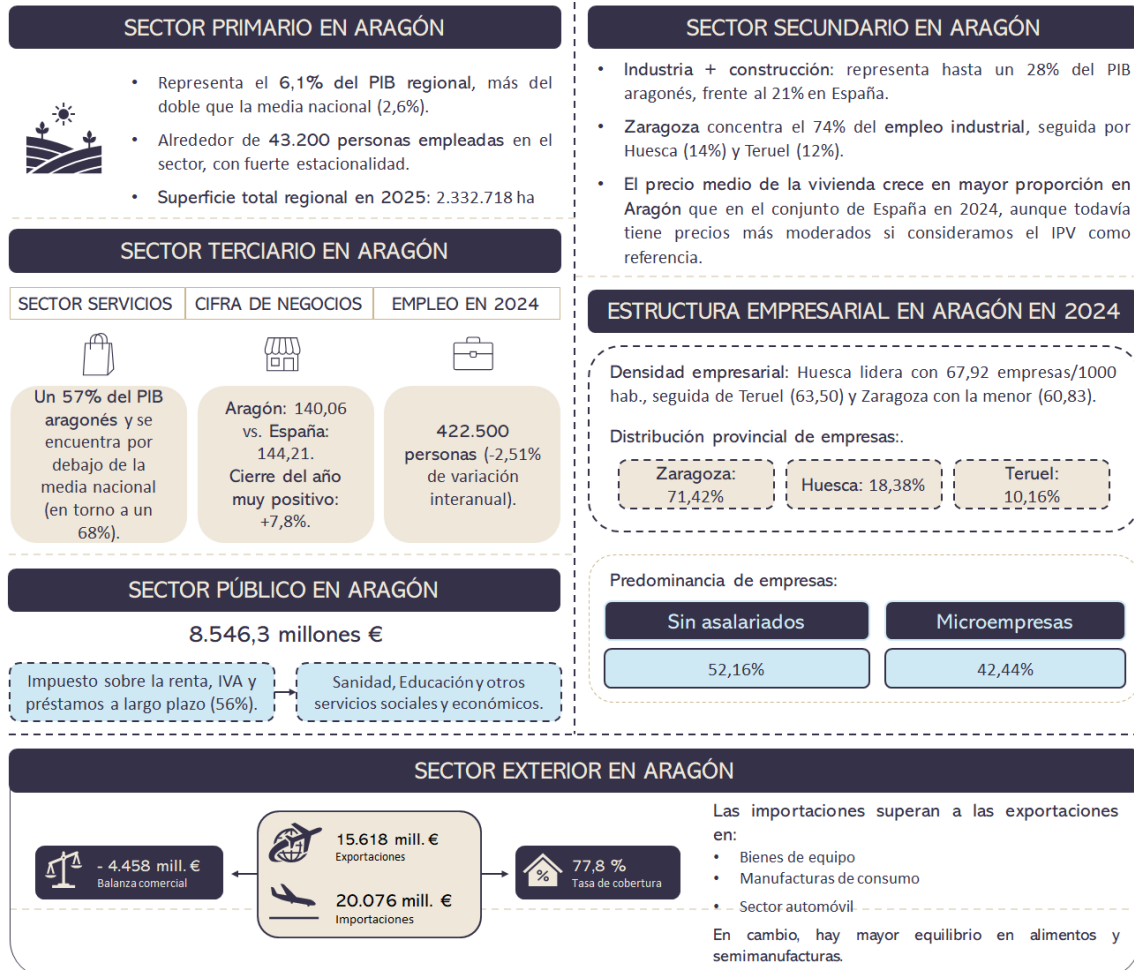 SECTOR PRIMARIO EN ARAGÓN
• Representa el 6,1% del PIB regional, más del
doble que la media nacional (2,6%).
• Alrededor de 43.200 personas empleadas en el
sector, con fuerte estacionalidad.
• Superficie total regional en 2025: 2.332.718 ha
SECTOR TERCIARIO EN ARAGÓN
SECTOR SERVICIOS
Un 57% del PIB
aragonés y se
encuentra por
debajo de la
media nacional
(en torno a un
68%).
CIFRA DE NEGOCIOS
Aragón: 140,06
vs. España:
144,21.
Cierre del año
muy positivo:
+7,8%.
EMPLEO EN 2024
422.500
personas (-2,51%
de variación
interanual).
SECTOR PÚBLICO EN ARAGÓN
8.546,3 millones €
Impuesto sobre la renta, IVA y
préstamos a largo plazo (56%).
Sanidad, Educación y otros
servicios sociales y económicos.
SECTOR SECUNDARIO EN ARAGÓN
• Industria + construcción: representa hasta un 28% del PIB
aragonés, frente al 21% en España.
• Zaragoza concentra el 74% del empleo industrial, seguida por
Huesca (14%) y Teruel (12%).
• El precio medio de la vivienda crece en mayor proporción en
Aragón que en el conjunto de España en 2024, aunque todavía
tiene precios más moderados si consideramos el IPV como
referencia.
ESTRUCTURA EMPRESARIAL EN ARAGÓN EN 2024
Densidad empresarial: Huesca lidera con 67,92 empresas/1000
hab., seguida de Teruel (63,50) y Zaragoza con la menor (60,83).
Distribución provincial de empresas:.
Zaragoza:
71,42%
Huesca: 18,38%
Teruel:
10,16%
Predominancia de empresas:
Sin asalariados
52,16%
Microempresas
42,44%
SECTOR EXTERIOR EN ARAGÓN
- 4.458 mill. €
Balanza comercial
15.618 mill. €
Exportaciones
20.076 mill. €
Importaciones
%
77,8 %
Tasa de cobertura
Las importaciones superan a las exportaciones
en:
• Bienes de equipo
• Manufacturas de consumo
• Sector automóvil
En cambio, hay mayor equilibrio en alimentos y
semimanufacturas.